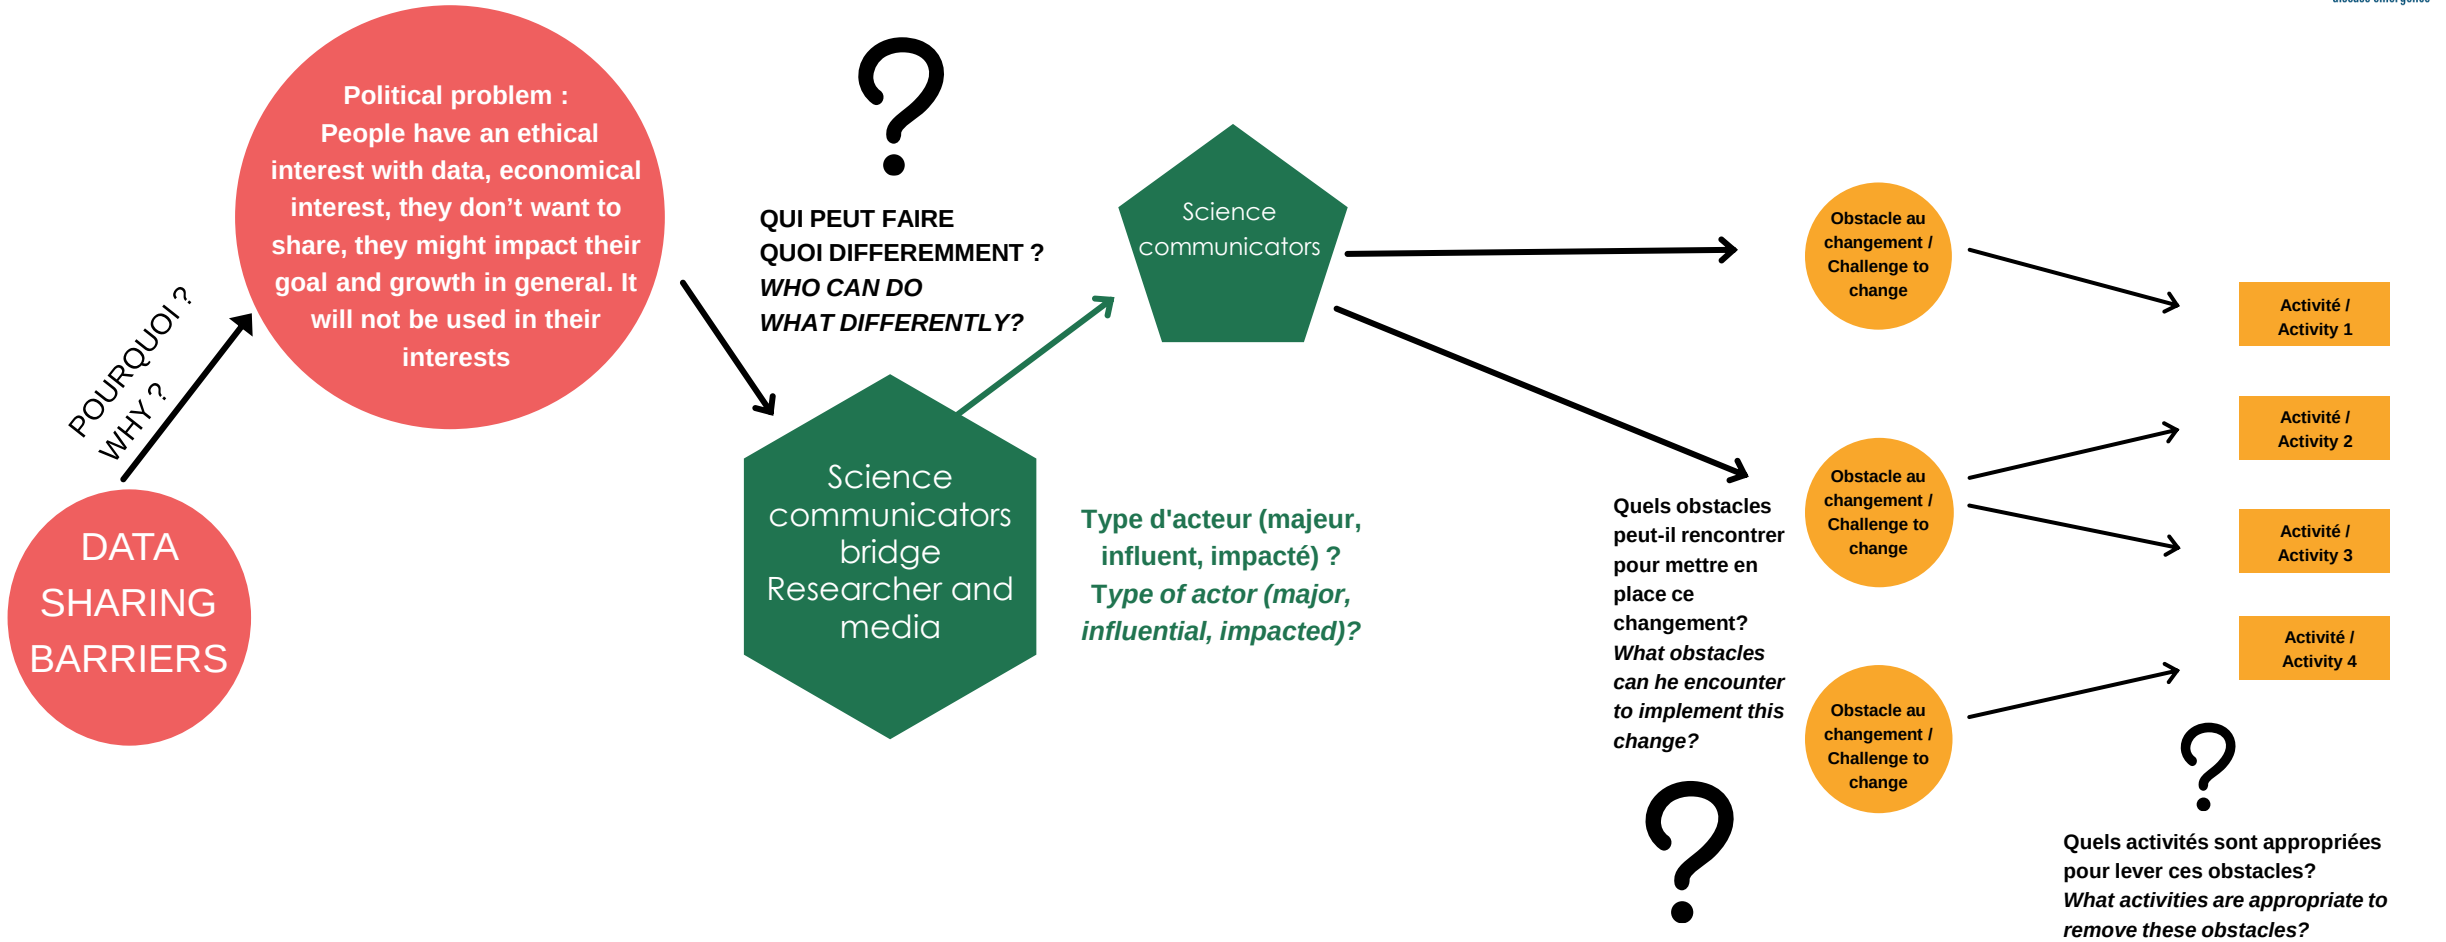 disease emergence
Political problem :
People have an ethical
interest with data, economical
interest, they don't want to
share, they might impact their
goal and growth in general. It
will not be used in their
interests
POURQUOI ?
WHY ?
DATA
SHARING
BARRIERS
?
QUI PEUT FAIRE
QUOI DIFFEREMMENT ?
WHO CAN DO
WHAT DIFFERENTLY?
Science
communicators
bridge
Researcher and
media
Science
communicators
Type d'acteur (majeur,
influent, impacté) ?
Type of actor (major,
influential, impacted)?
Obstacle au
changement /
Challenge to
change
Obstacle au
changement /
Challenge to
change
Obstacle au
changement /
Challenge to
change
Quels obstacles
peut-il rencontrer
pour mettre en
place ce
changement?
What obstacles
can he encounter
to implement this
change?
?
Activité /
Activity 1
Activité /
Activity 2
Activité /
Activity 3
Activité /
Activity 4
?
Quels activités sont appropriées
pour lever ces obstacles?
What activities are appropriate to
remove these obstacles?